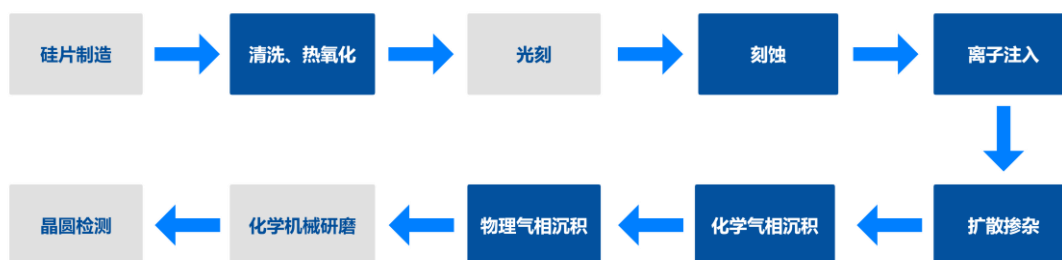 硅片制造
清洗、热氧化
光刻
刻蚀
离子注入
扩散掺杂
化学气相沉积
物理气相沉积
化学机械研磨
晶圆检测